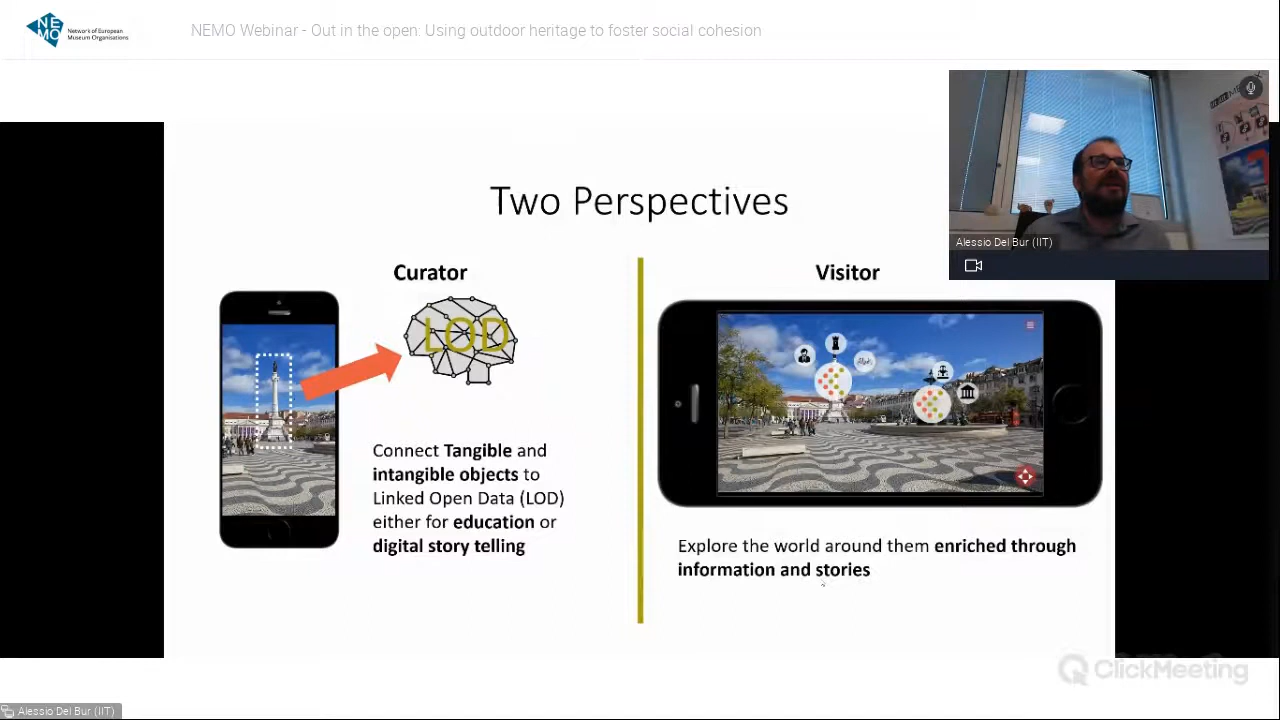 NE
MO
Network of European
Museum Organisations
NEMO Webinar - Out in the open: Using outdoor heritage to foster social cohesion
Alessio Del Bur (IIT)
Two Perspectives
Curator
LOD
Connect Tangible and
intangible objects to
Linked Open Data (LOD)
either for education or
digital story telling
Visitor
Explore the world around them enriched through
information and stories
ClickMeeting
Alessio Del Bur (IIT)